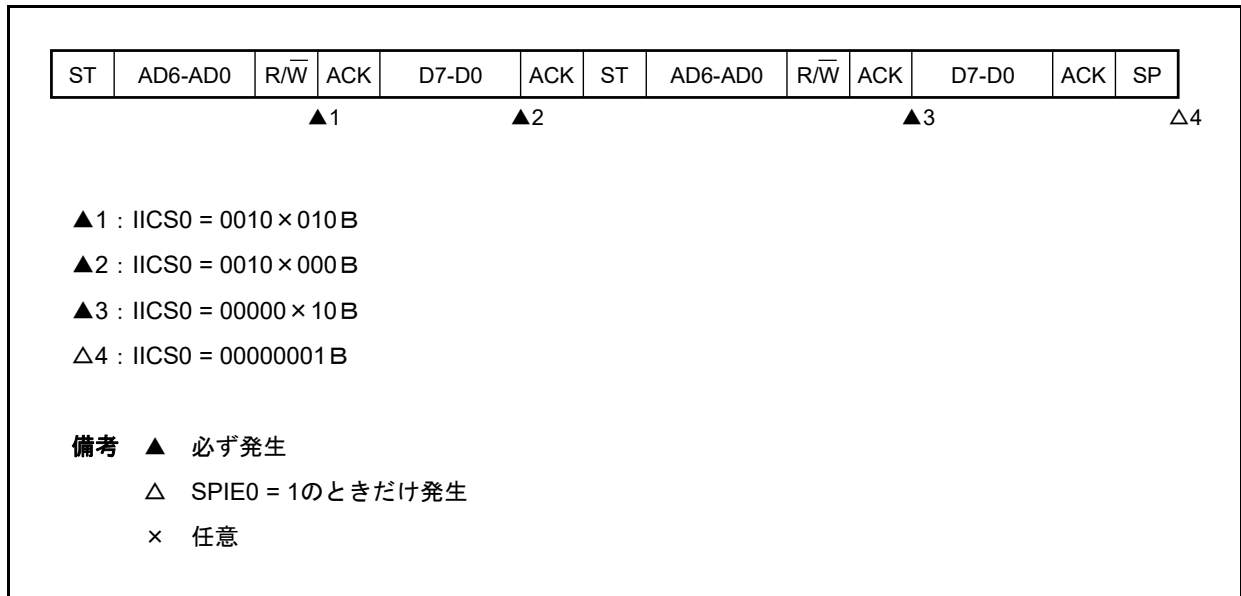 ST AD6-AD0 R/W̅ ACK D7-D0 ACK ST AD6-AD0 R/W̅ ACK D7-D0 ACK SP
▲1 ▲2 ▲3 △4
▲1：IICS0 = 0010×010B
▲2：IICS0 = 0010×000B
▲3：IICS0 = 00000×10B
△4：IICS0 = 00000001B
備考 ▲ 必ず発生
△ SPIE0 = 1のときだけ発生
× 任意